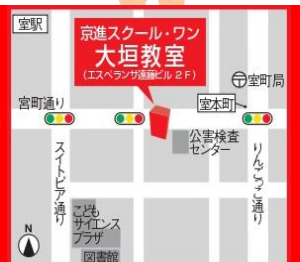 室駅
京進スクール・ワン
大垣教室
(エスペランサ遠藤ビル2F)
室町局
宮町通り
室本町
公害検査
センター
スイトピア通り
りんごっこ通り
こども
サイエンス
プラザ
図書館
N